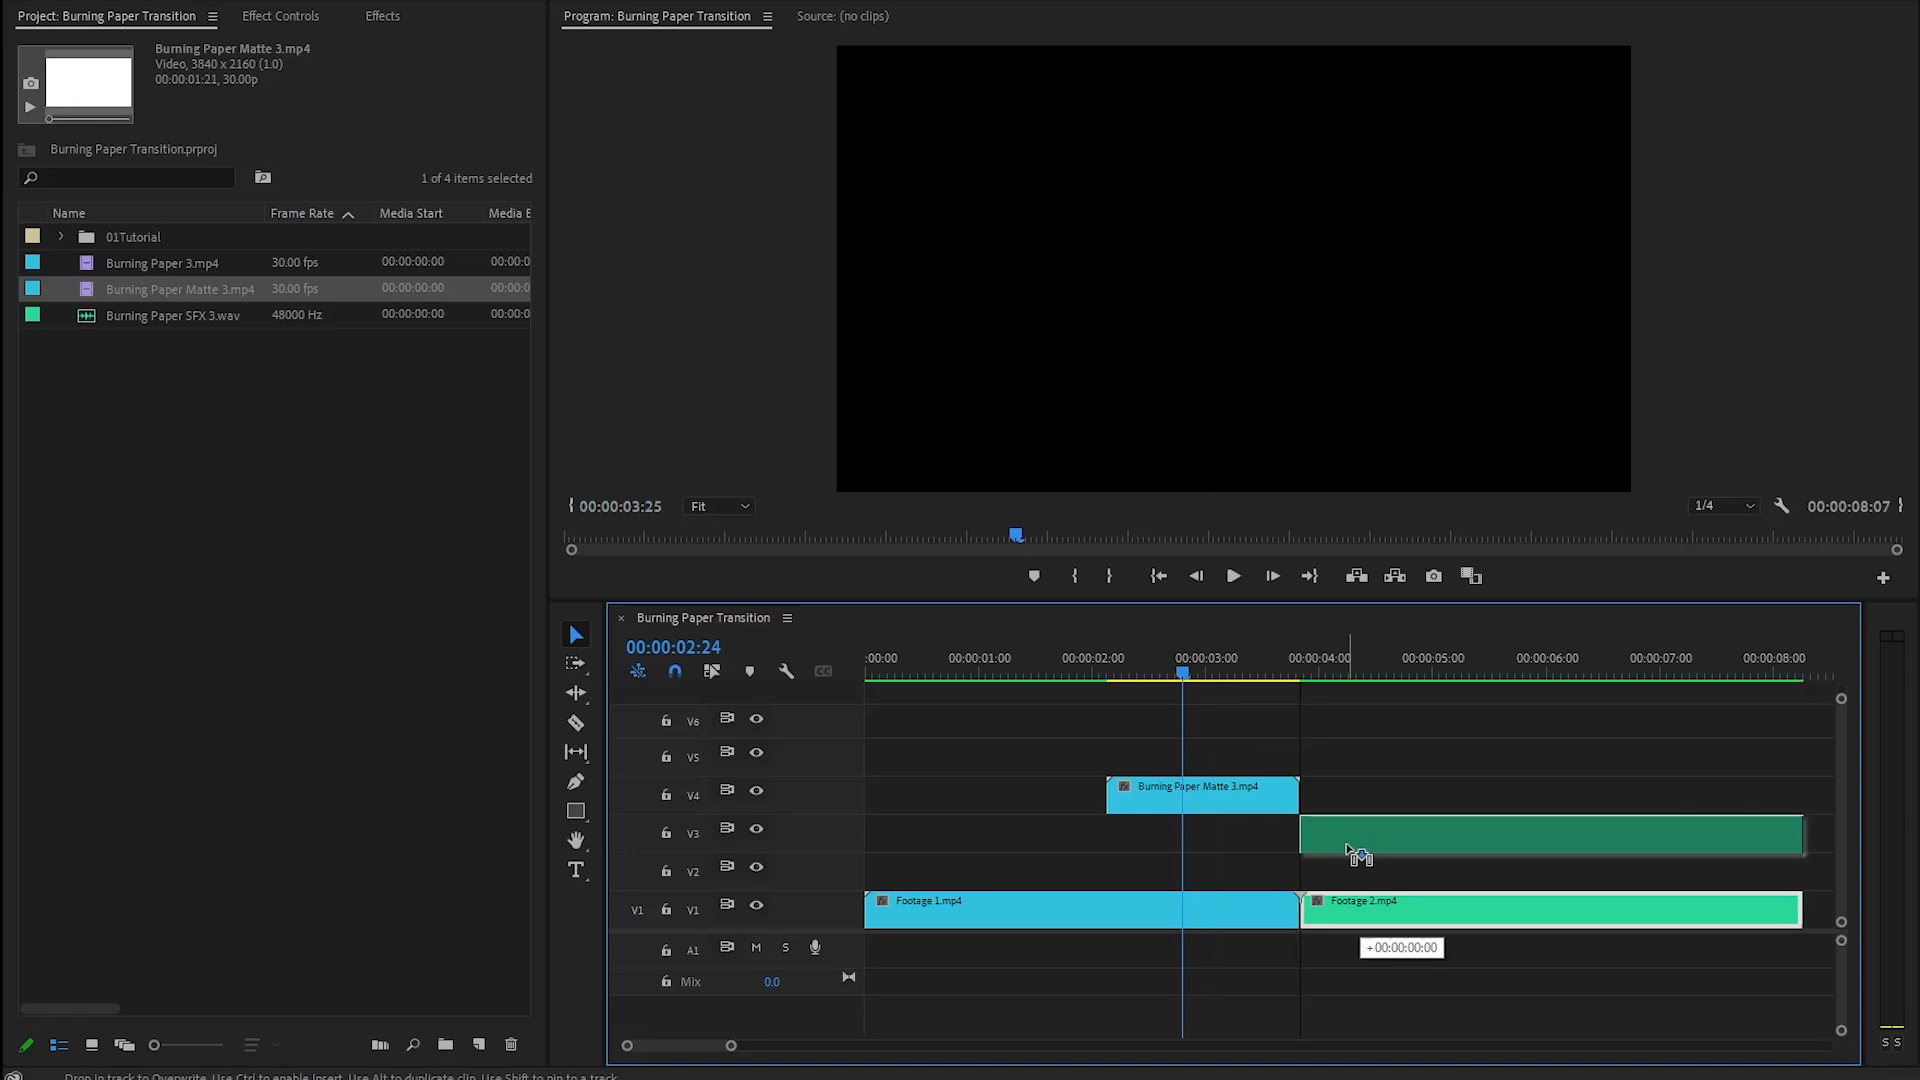 Project: Burning Paper Transition
Effect Controls
Effects
Program: Burning Paper Transition
Source: (no clips)
Burning Paper Matte 3.mp4
Video, 3840 x 2160 (1.0)
00:00:01:21, 30.00p
Burning Paper Transition.prproj
1 of 4 items selected
Name
Frame Rate
Media Start
Media E
01Tutorial
Burning Paper 3.mp4
30.00 fps
00:00:00:00
00:00:0
Burning Paper Matte 3.mp4
30.00 fps
00:00:00:00
00:00:0
Burning Paper SFX 3.wav
48000 Hz
00:00:00:00
00:00:0
00:00:03:25
Fit
1/4
00:00:08:07
× Burning Paper Transition
00:00:02:24
:00:00
00:00:01:00
00:00:02:00
00:00:03:00
00:00:04:00
00:00:05:00
00:00:06:00
00:00:07:00
00:00:08:00
V6
V5
V4
Burning Paper Matte 3.mp4
V3
V2
V1
V1
Footage 1.mp4
Footage 2.mp4
A1
M
S
+00:00:00:00
Mix
0.0
S S
Drop in track to Overwrite. Use Ctrl to enable Insert. Use Alt to duplicate clip. Use Shift to pin to a track.